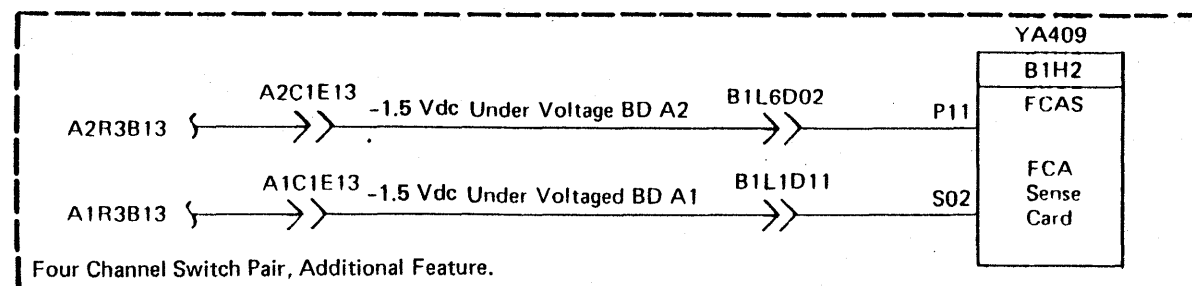 YA409
B1H2
FCAS
A2R3B13 A2C1E13 -1.5 Vdc Under Voltage BD A2 B1L6D02 P11
A1R3B13 A1C1E13 -1.5 Vdc Under Voltaged BD A1 B1L1D11 S02
FCA
Sense
Card
Four Channel Switch Pair, Additional Feature.